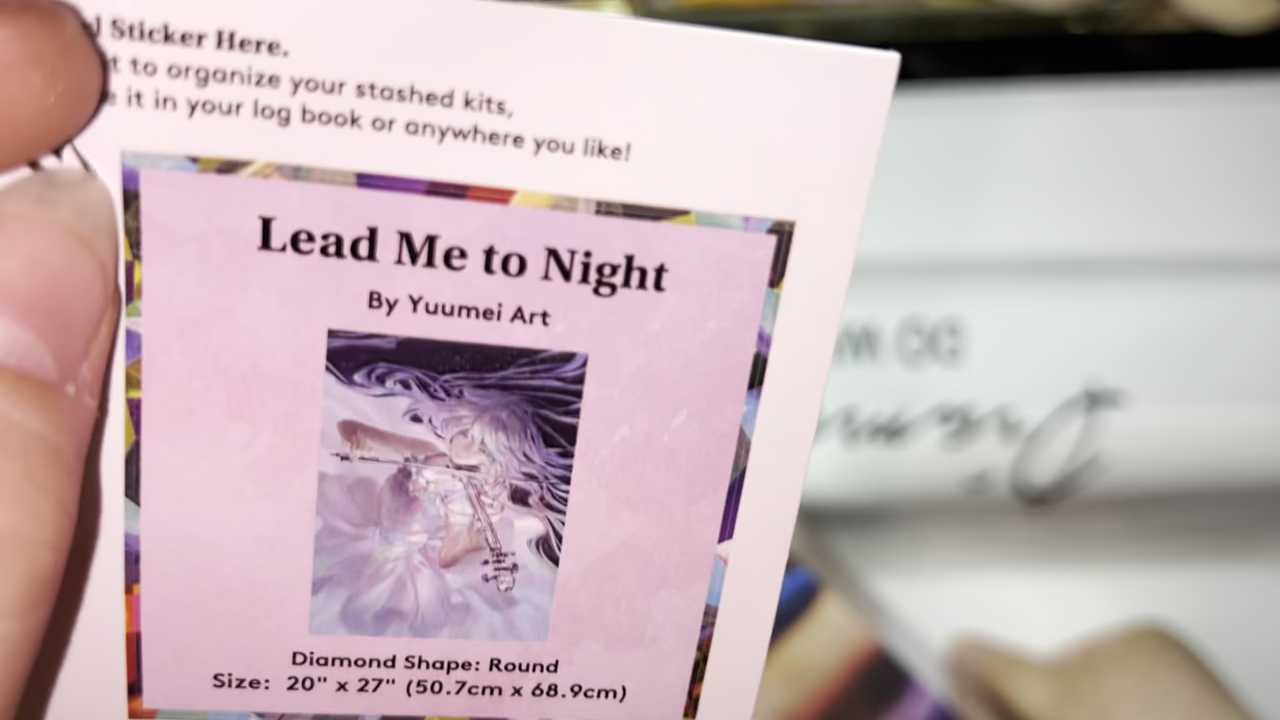 Sticker Here.
to organize your stashed kits,
it in your log book or anywhere you like!
Lead Me to Night
By Yuumei Art
Diamond Shape: Round
Size: 20" x 27" (50.7cm x 68.9cm)